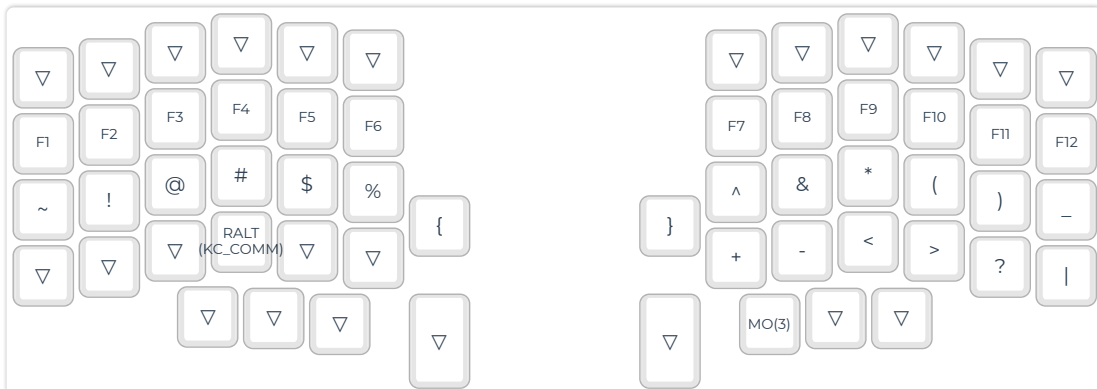 ▽ ▽ ▽ ▽ ▽ ▽ ▽ ▽ ▽ ▽ ▽ ▽
F1 F2 F3 F4 F5 F6 F7 F8 F9 F10 F11 F12
~ ! @ # $ % ^ & * ( ) _
{ }
▽ ▽ ▽ RALT
(KC_COMM) ▽ ▽ + - < > ? |
▽ ▽ ▽ ▽ ▽ MO(3) ▽ ▽